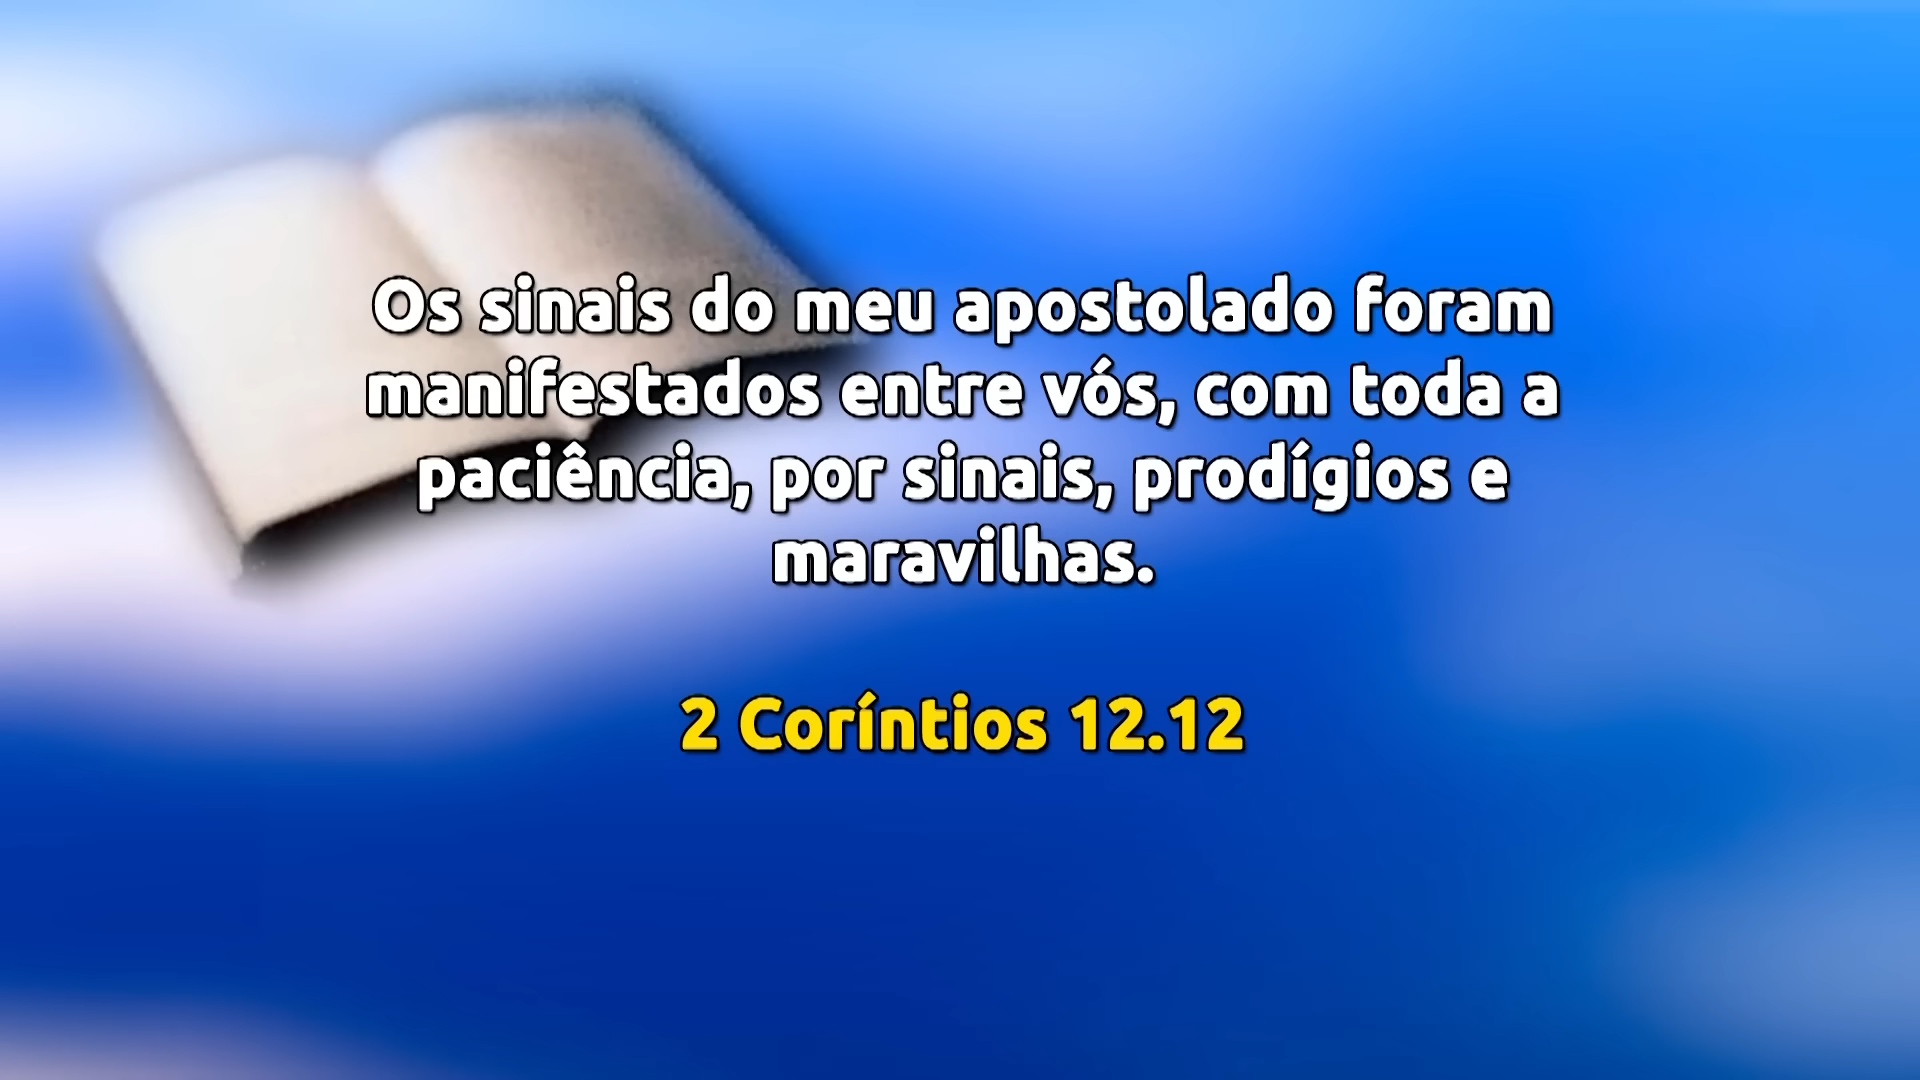 Os sinais do meu apostolado foram
manifestados entre vós, com toda a
paciência, por sinais, prodígios e
maravilhas.
2 Coríntios 12.12